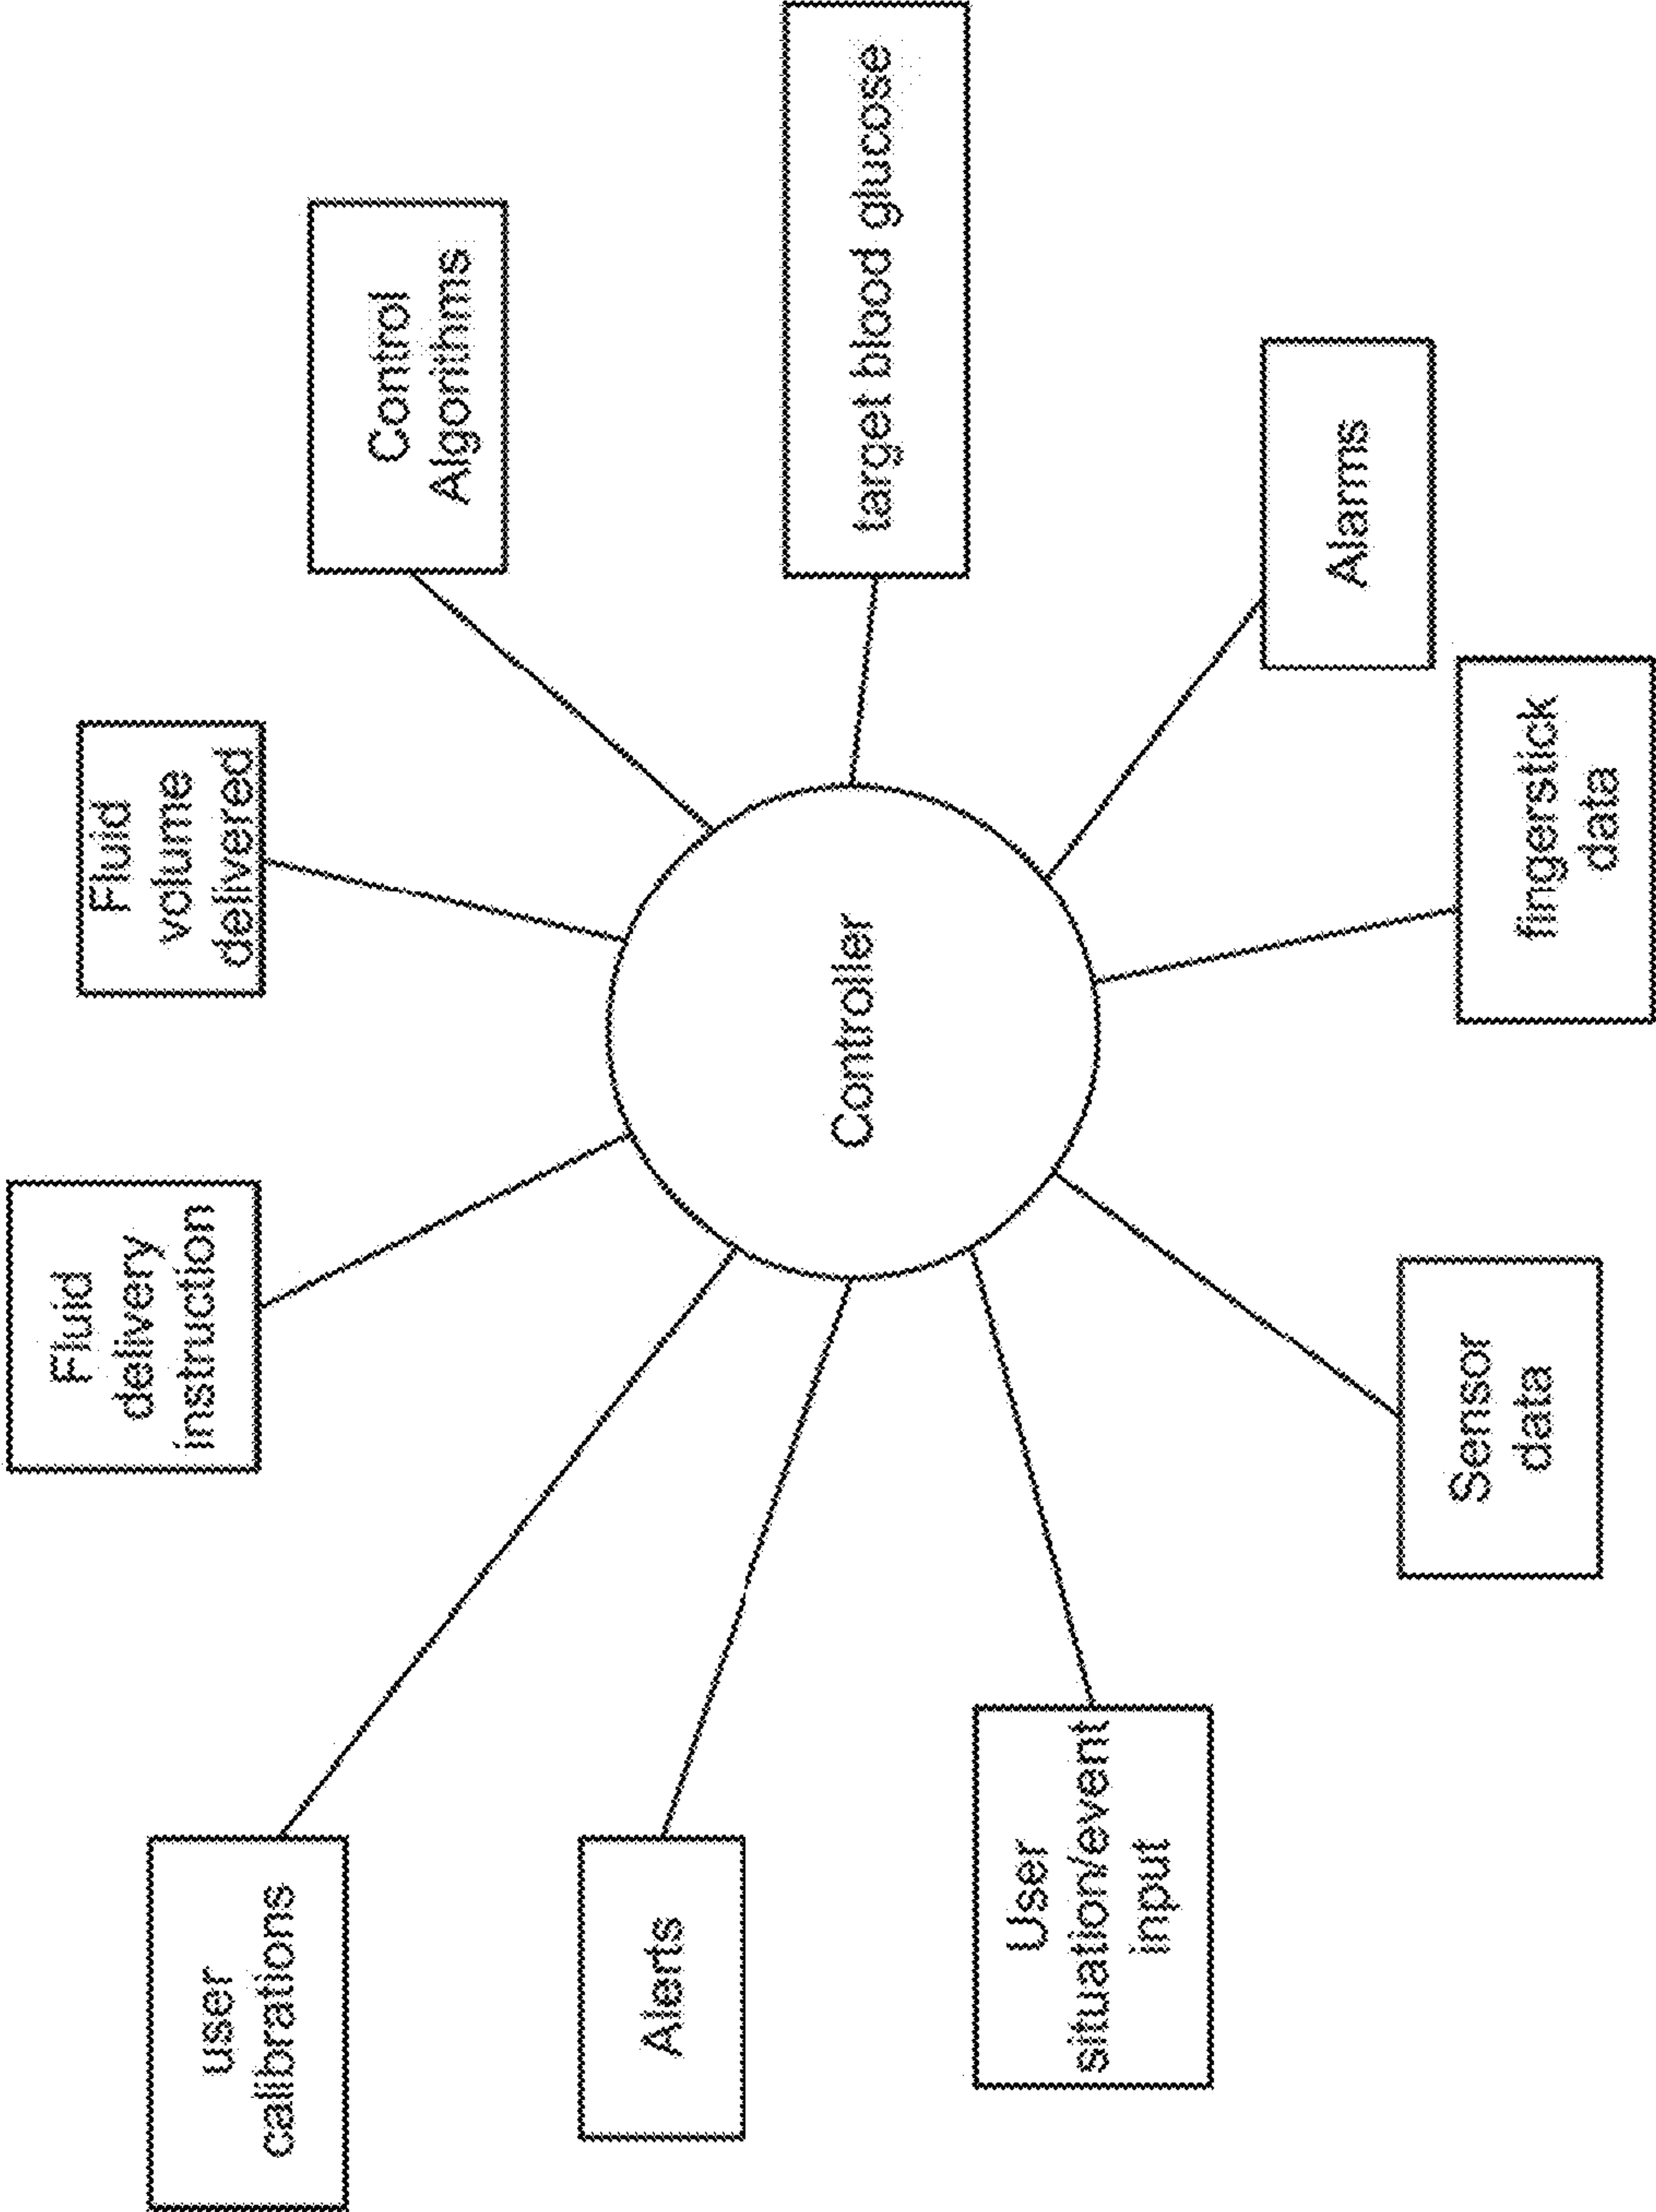 Fluid
delivery
instruction
Fluid
volume
delivered
user
calibrations
Control
Algorithms
Alerts
Controller
target blood glucose
User
situation/event
input
Alarms
Sensor
data
fingerstick
data